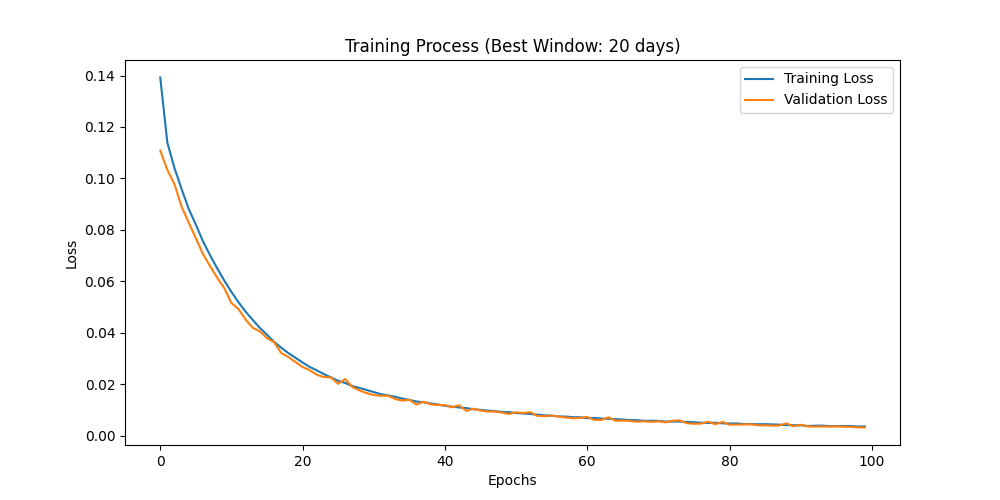 Training Process (Best Window: 20 days)
Training Loss
Validation Loss
Loss
0.14
0.12
0.10
0.08
0.06
0.04
0.02
0.00
0
20
40
60
80
100
Epochs